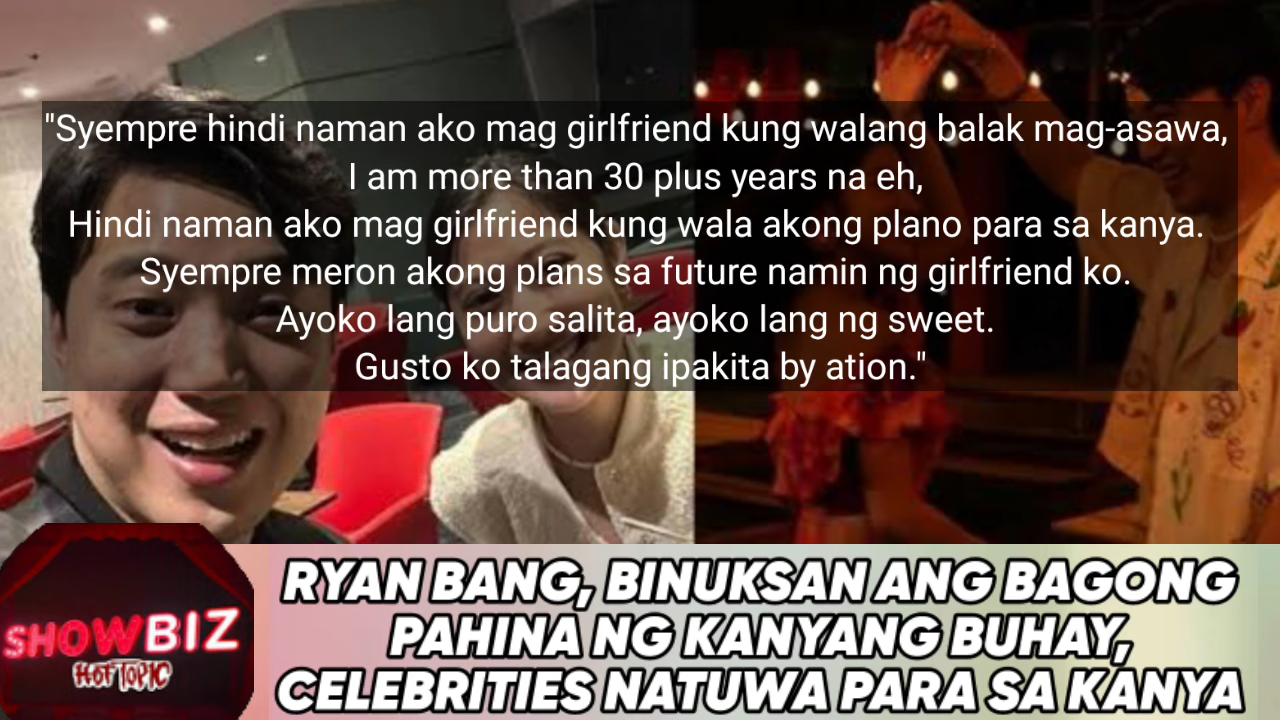 "Syempre hindi naman ako mag girlfriend kung walang balak mag-asawa,
I am more than 30 plus years na eh,
Hindi naman ako mag girlfriend kung wala akong plano para sa kanya.
Syempre meron akong plans sa future namin ng girlfriend ko.
Ayoko lang puro salita, ayoko lang ng sweet.
Gusto ko talagang ipakita by ation."
SHOWBIZ
HOT TOPIC
RYAN BANG, BINUKSAN ANG BAGONG
PAHINA NG KANYANG BUHAY,
CELEBRITIES NATUWA PARA SA KANYA